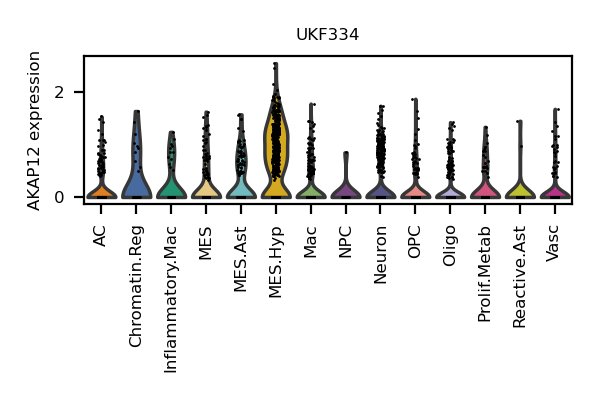 UKF334
AKAP12 expression
2
0
AC
Chromatin.Reg
Inflammatory.Mac
MES
MES.Ast
MES.Hyp
Mac
NPC
Neuron
OPC
Oligo
Prolif.Metab
Reactive.Ast
Vasc